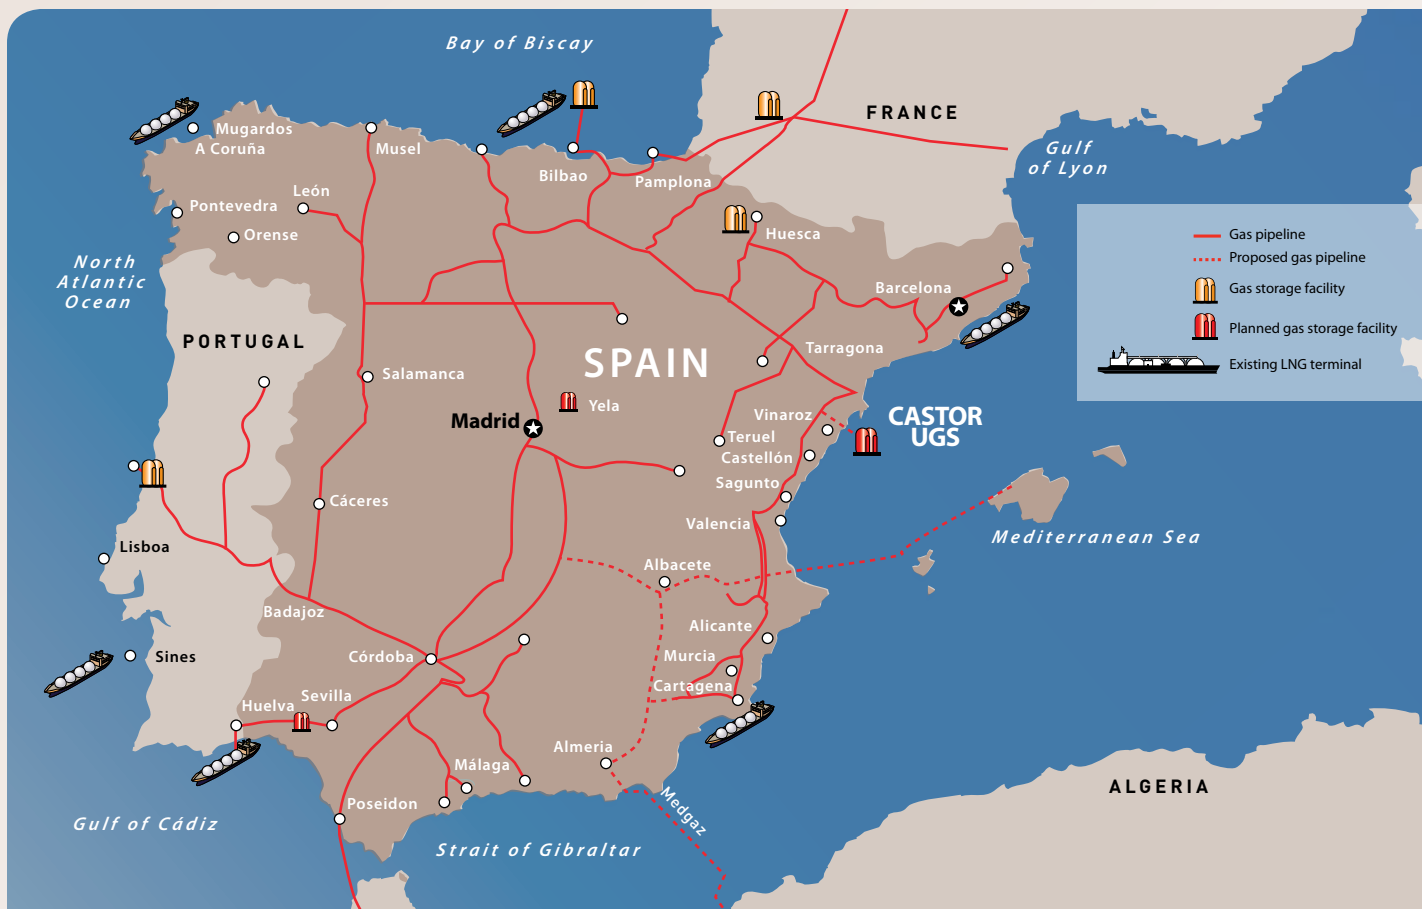 Bay of Biscay
FRANCE
Mugardos
A Coruña
Musel
Gulf
of Lyon
Bilbao
Pamplona
León
Pontevedra
Orense
Huesca
Gas pipeline
Proposed gas pipeline
Gas storage facility
Planned gas storage facility
Existing LNG terminal
North
Atlantic
Ocean
Barcelona
PORTUGAL
SPAIN
Tarragona
Salamanca
Yela
Madrid
Vinaroz
CASTOR
UGS
Teruel
Castellón
Sagunto
Cáceres
Valencia
Mediterranean Sea
Lisboa
Albacete
Badajoz
Alicante
Córdoba
Murcia
Sines
Cartagena
Sevilla
Huelva
Almeria
Málaga
Medgaz
ALGERIA
Poseidon
Gulf of Cádiz
Strait of Gibraltar